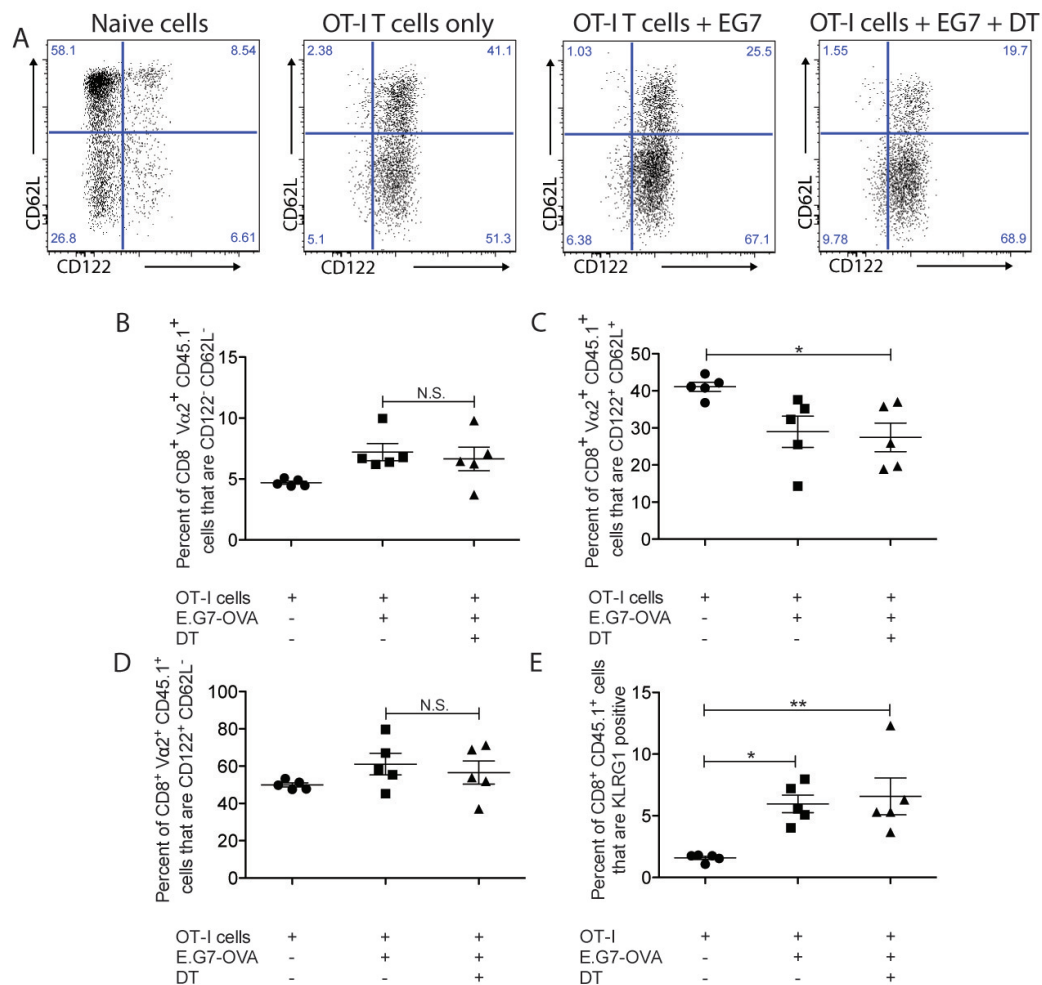 A
Naive cells
OT-I T cells only
OT-I T cells + EG7
OT-I cells + EG7 + DT
58.1 8.54
26.8 6.61
CD62L
CD122
2.38 41.1
5.1 51.3
CD62L
CD122
1.03 25.5
6.38 67.1
CD62L
CD122
1.55 19.7
9.78 68.9
CD62L
CD122
B
Percent of CD8⁺ Vα2⁺ CD45.1⁺
cells that are CD122⁻ CD62L⁻
15
10
5
0
N.S.
OT-I cells + + +
E.G7-OVA - + +
DT - - +
C
Percent of CD8⁺ Vα2⁺ CD45.1⁺
cells that are CD122⁺ CD62L⁺
50
40
30
20
10
0
*
OT-I cells + + +
E.G7-OVA - + +
DT - - +
D
Percent of CD8⁺ Vα2⁺ CD45.1⁺
cells that are CD122⁺ CD62L⁻
100
80
60
40
20
0
N.S.
OT-I cells + + +
E.G7-OVA - + +
DT - - +
E
Percent of CD8⁺ CD45.1⁺ cells
that are KLRG1 positive
15
10
5
0
**
*
OT-I + + +
E.G7-OVA - + +
DT - - +